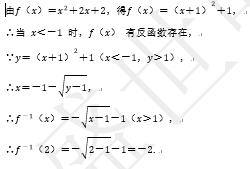 由f（x）=x²+2x+2，得f（x）=（x+1）²+1，
∴当 x<-1 时，f（x） 有反函数存在，
∵y=（x+1）²+1（x<-1，y>1），
∴x=-1-√(y-1)，
∴f⁻¹（x）=-√(x-1)-1（x>1），
∴f⁻¹（2）=-√(2-1)-1=-2.